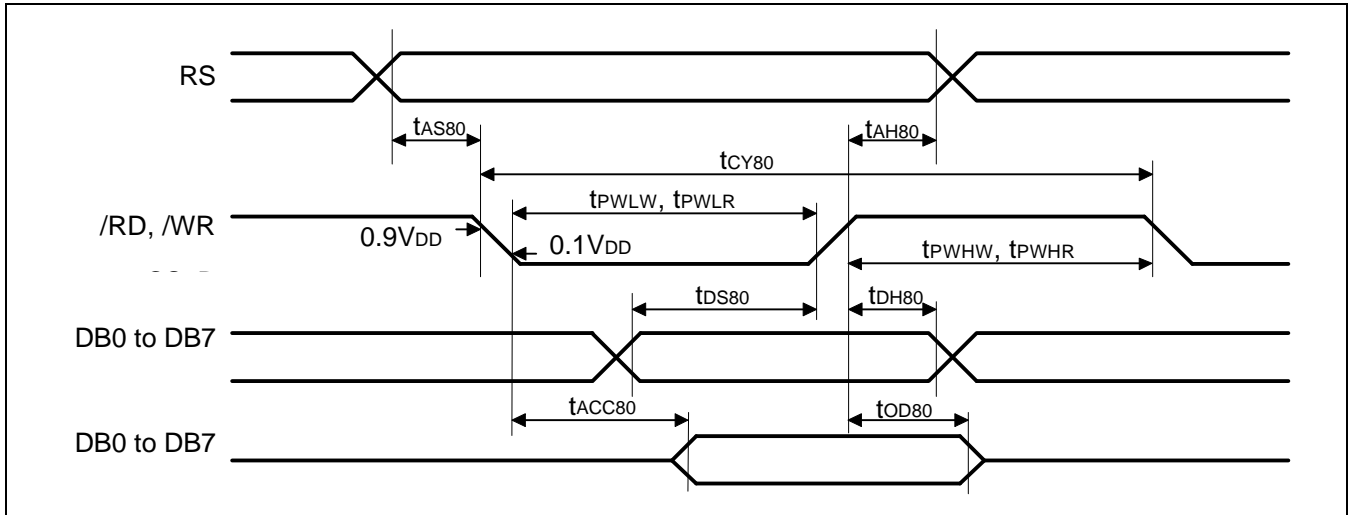 RS
tAS80
tAH80
tCY80
tPWLW, tPWLR
/RD, /WR
0.9VDD
0.1VDD
tPWHW, tPWHR
tDS80
tDH80
DB0 to DB7
tACC80
tOD80
DB0 to DB7